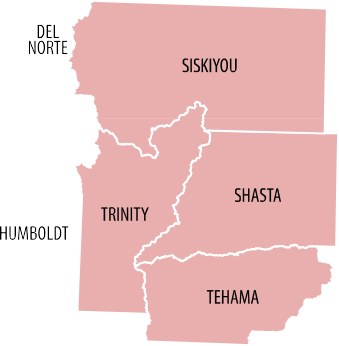 DEL
NORTE
SISKIYOU
SHASTA
TRINITY
HUMBOLDT
TEHAMA